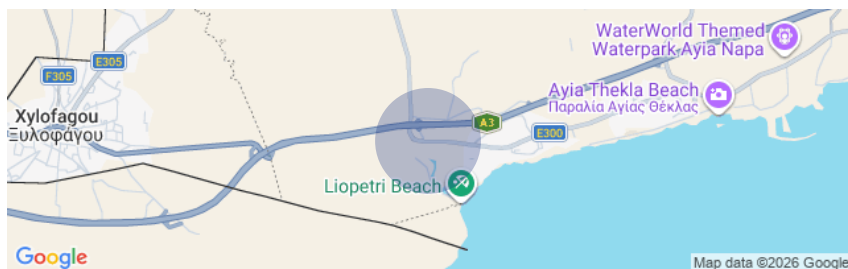 WaterWorld Themed
Waterpark Ayia Napa
E305
F305
Ayia Thekla Beach
Παραλία Αγίας Θέκλας
Xylofagou
Ξυλοφάγου
A3
E300
Liopetri Beach
Google
Map data ©2026 Google